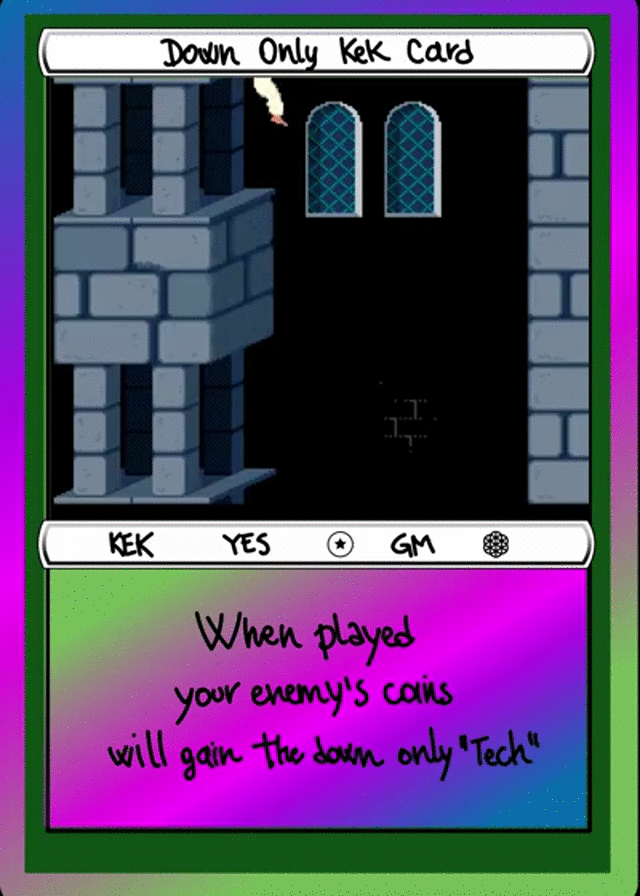 Down Only Kek Card
KEK YES GM
When played
your enemy's coins
will gain the down only "Tech"